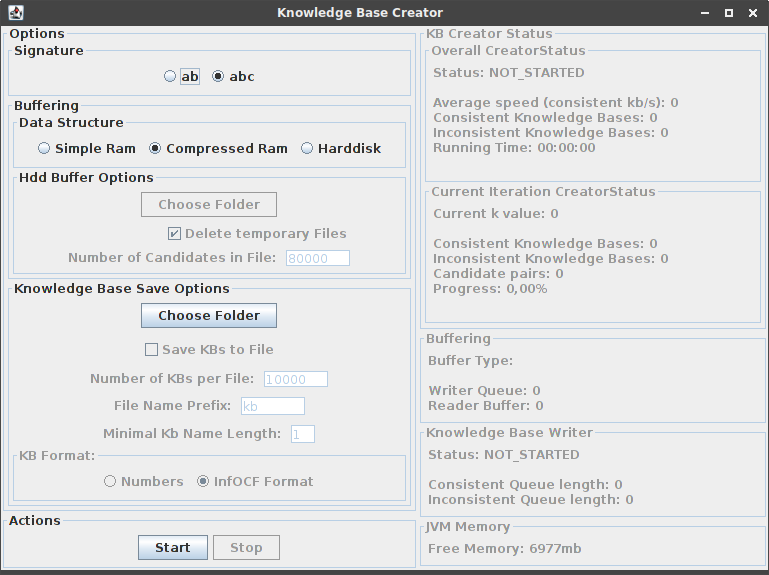 Knowledge Base Creator
Options
Signature
ab abc
Buffering
Data Structure
Simple Ram Compressed Ram Harddisk
Hdd Buffer Options
Choose Folder
Delete temporary Files
Number of Candidates in File: 80000
Knowledge Base Save Options
Choose Folder
Save KBs to File
Number of KBs per File: 10000
File Name Prefix: kb
Minimal Kb Name Length: 1
KB Format:
Numbers InfOCF Format
Actions
Start Stop
KB Creator Status
Overall CreatorStatus
Status: NOT_STARTED
Average speed (consistent kb/s): 0
Consistent Knowledge Bases: 0
Inconsistent Knowledge Bases: 0
Running Time: 00:00:00
Current Iteration CreatorStatus
Current k value: 0
Consistent Knowledge Bases: 0
Inconsistent Knowledge Bases: 0
Candidate pairs: 0
Progress: 0,00%
Buffering
Buffer Type:
Writer Queue: 0
Reader Buffer: 0
Knowledge Base Writer
Status: NOT_STARTED
Consistent Queue length: 0
Inconsistent Queue length: 0
JVM Memory
Free Memory: 6977mb